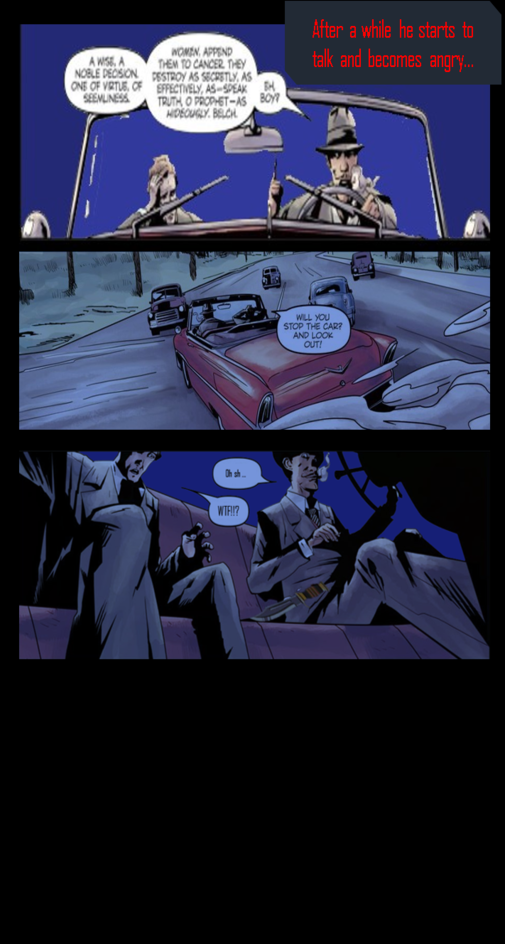 After a while he starts to
talk and becomes angry...
A WISE, A
NOBLE DECISION.
ONE OF VIRTUE, OF
SEEMLINESS.
WOMEN. APPEND
THEM TO CANCER. THEY
DESTROY AS SECRETLY, AS
EFFECTIVELY, AS--SPEAK
TRUTH, O PROPHET--AS
HIDEOUSLY. BELCH.
EH,
BOY?
WILL YOU
STOP THE CAR?
AND LOOK
OUT!
Oh sh ..
WTF!!?